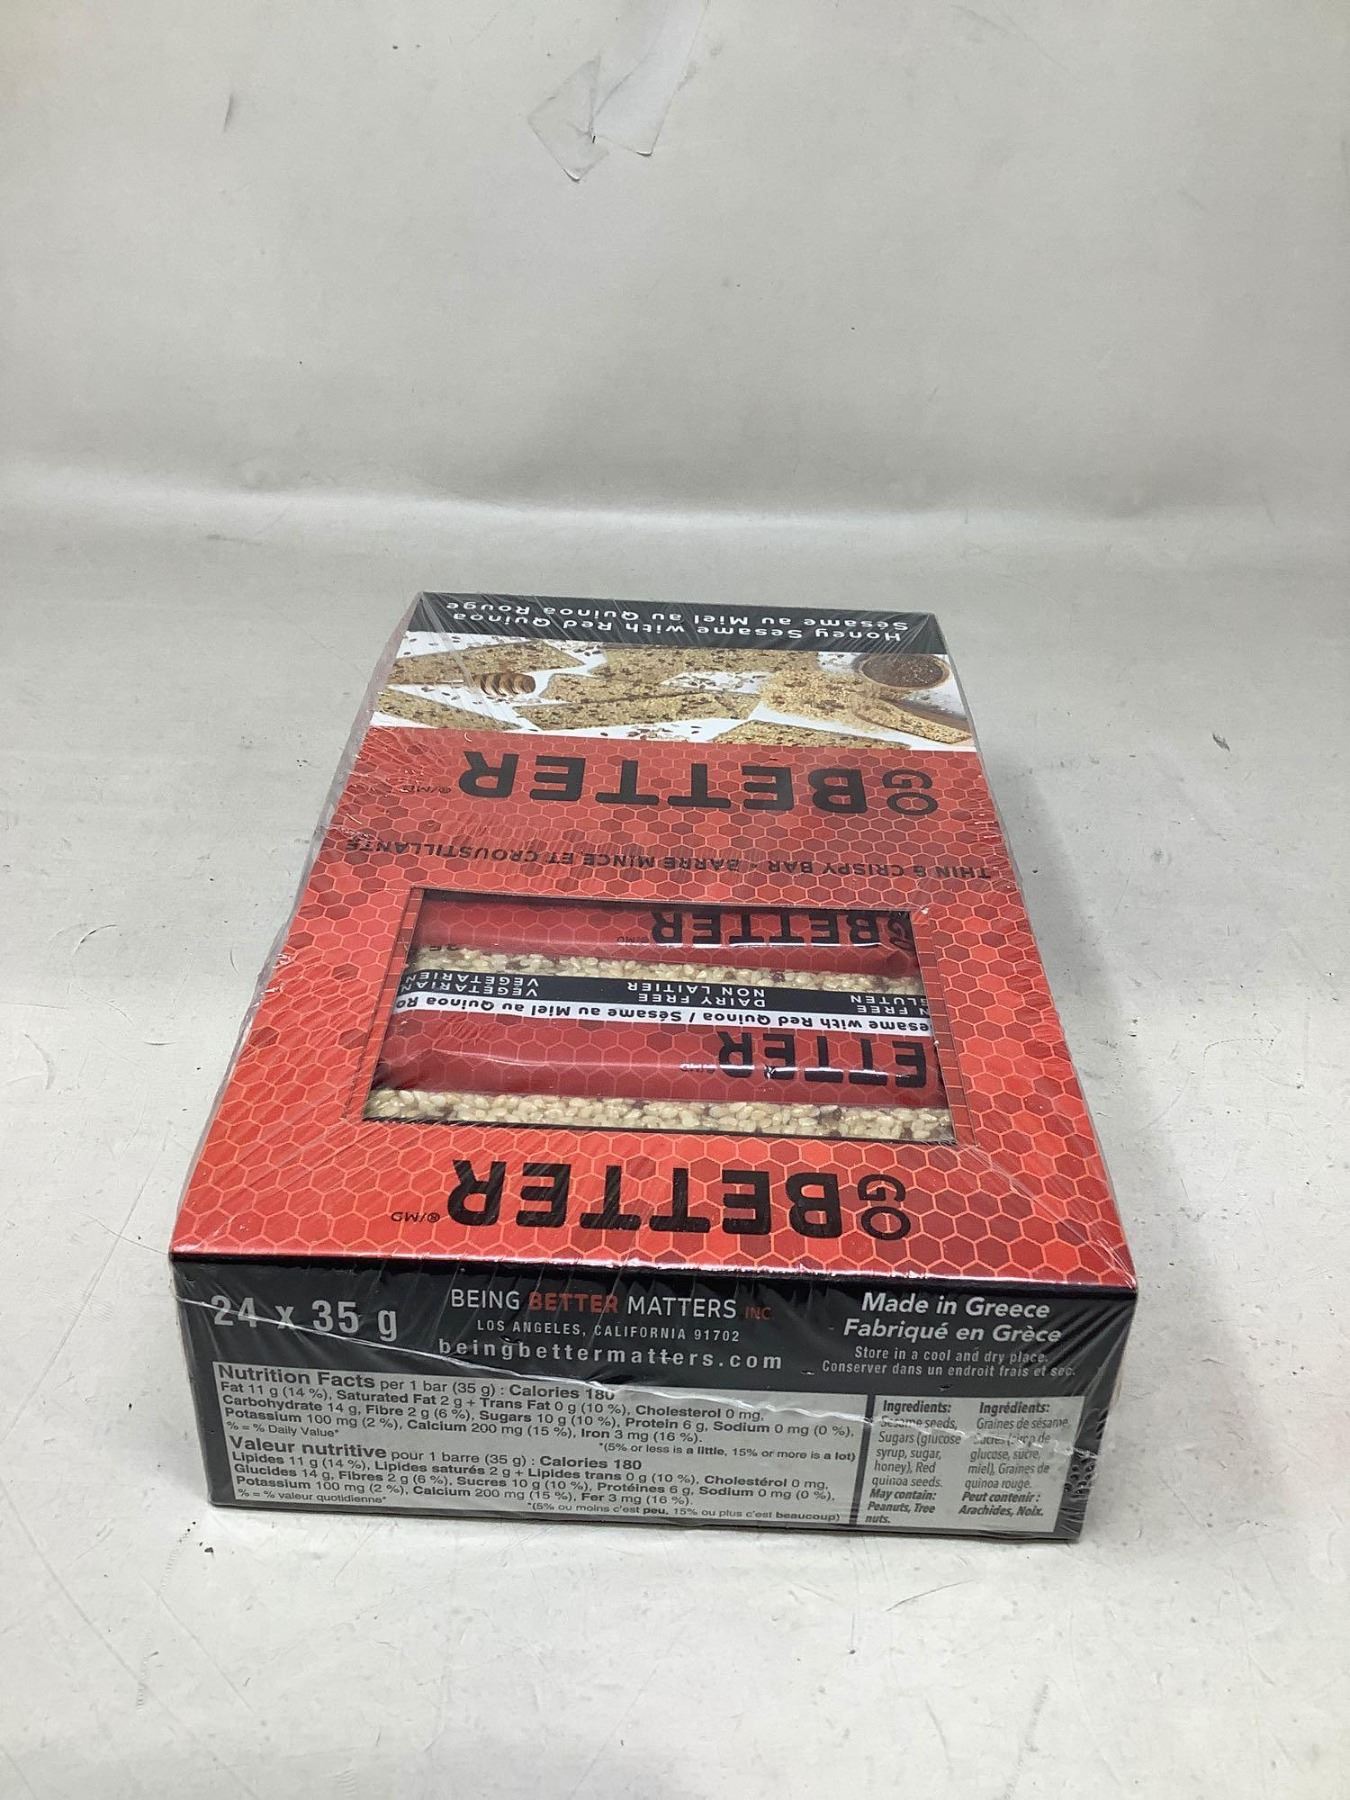 Honey Sesame with Red Quinoa
Sésame au Miel au Quinoa Rouge
GO BETTER ®/MD
THIN & CRISPY BAR • BARRE MINCE ET CROUSTILLANTE
GO BETTER
FREE
GLUTEN
DAIRY FREE
NON LAITIER
VEGETARIAN
VÉGÉTARIEN
esame with Red Quinoa / Sésame au Miel au Quinoa Ro
ETTER
GO BETTER ®/MD
24 x 35 g
BEING BETTER MATTERS INC
LOS ANGELES, CALIFORNIA 91702
beingbettermatters.com
Made in Greece
Fabriqué en Grèce
Store in a cool and dry place.
Conserver dans un endroit frais et sec.
Nutrition Facts per 1 bar (35 g) : Calories 180
Fat 11 g (14 %), Saturated Fat 2 g + Trans Fat 0 g (10 %), Cholesterol 0 mg,
Carbohydrate 14 g, Fibre 2 g (6 %), Sugars 10 g (10 %), Protein 6 g, Sodium 0 mg (0 %),
Potassium 100 mg (2 %), Calcium 200 mg (15 %), Iron 3 mg (16 %).
% = % Daily Value* *(5% or less is a little, 15% or more is a lot)
Valeur nutritive pour 1 barre (35 g) : Calories 180
Lipides 11 g (14 %), Lipides saturés 2 g + Lipides trans 0 g (10 %), Cholestérol 0 mg,
Glucides 14 g, Fibres 2 g (6 %), Sucres 10 g (10 %), Protéines 6 g, Sodium 0 mg (0 %),
Potassium 100 mg (2 %), Calcium 200 mg (15 %), Fer 3 mg (16 %).
% = % valeur quotidienne* *(5% ou moins c'est peu, 15% ou plus c'est beaucoup)
Ingredients:
Sesame seeds,
Sugars (glucose
syrup, sugar,
honey), Red
quinoa seeds.
May contain:
Peanuts, Tree
nuts.
Ingrédients:
Graines de sésame,
Sucres (sirop de
glucose, sucre,
miel), Graines de
quinoa rouge.
Peut contenir :
Arachides, Noix.